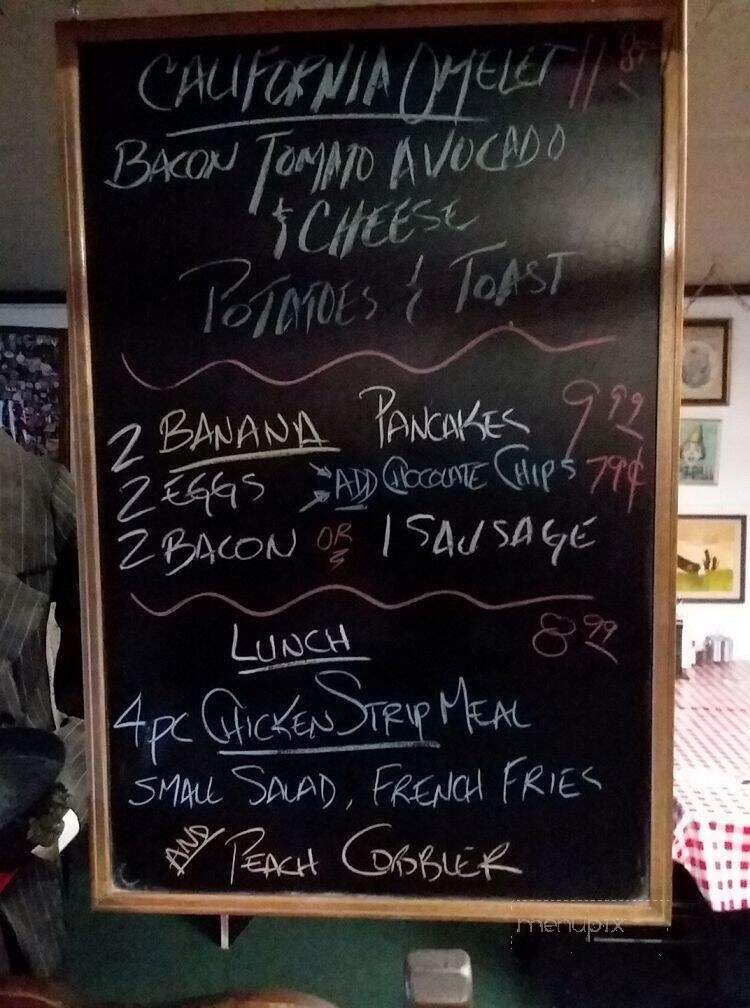 CALIFORNIA OMELET 11
BACON TOMATO AVOCADO
& CHEESE
POTATOES & TOAST
2 BANANA PANCAKES 9.99
2 EGGS ADD CHOCOLATE CHIPS 79¢
2 BACON OR 1 SAUSAGE
LUNCH 8.99
4PC CHICKEN STRIP MEAL
SMALL SALAD, FRENCH FRIES
AND PEACH COBBLER
menupix